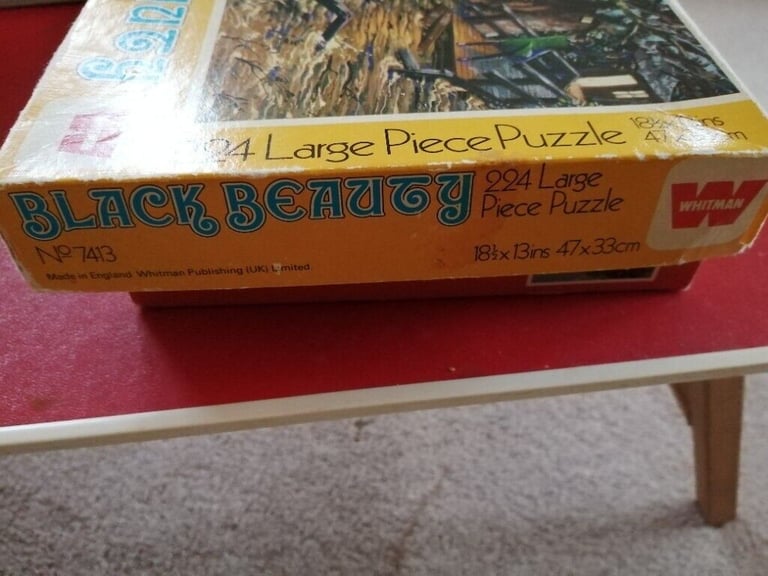 24 Large Piece Puzzle
BLACK BEAUTY
224 Large
Piece Puzzle
WHITMAN
Nº 7413
18½ x 13ins 47 x 33cm
Made in England. Whitman Publishing (UK) Limited.